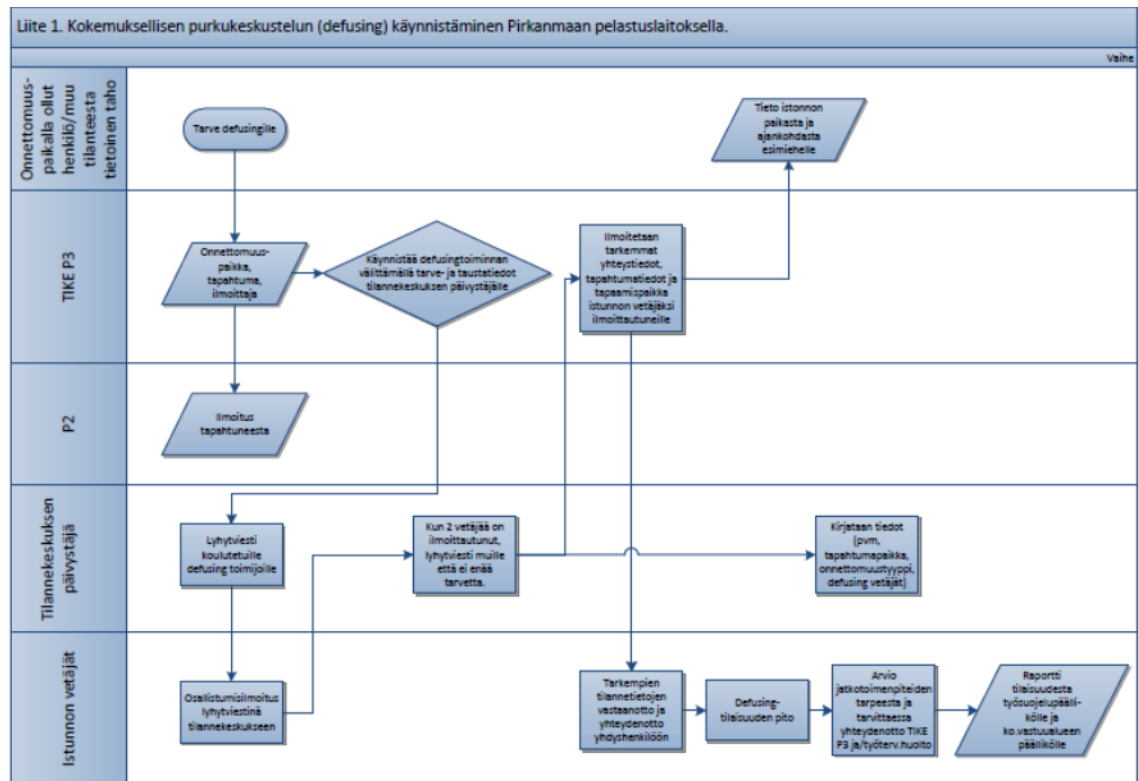 Liite 1. Kokemuksellisen purkukeskustelun (defusing) käynnistäminen Pirkanmaan pelastuslaitoksella.
Vaihe
Onnettomuus-
paikalla ollut
henkilö/muu
tilanteesta
tietoinen taho
Tarve defusingille
Tieto istonnon
paikasta ja
ajankohdasta
esimiehelle
TIKE P3
Onnettomuus-
paikka,
tapahtuma,
ilmoittaja
Käynnistää defusingtoiminnan
välittämällä tarve- ja taustatiedot
tilannekeskuksen päivystäjälle
Ilmoitetaan
tarkemmat
yhteystiedot,
tapahtumatiedot ja
tapaamispaikka
istunnon vetäjäksi
ilmoittautuneille
P2
Ilmoitus
tapahtuneesta
Tilannekeskuksen
päivystäjä
Lyhytviesti
koulutetuille
defusing toimijoille
Kun 2 vetäjää on
ilmoittautunut,
lyhytviesti muille
että ei enää
tarvetta.
Kirjataan tiedot
(pvm,
tapahtumapaikka,
onnettomuustyyppi,
defusing vetäjät)
Istunnon vetäjät
Osallistumisilmoitus
lyhytviestinä
tilannekeskukseen
Tarkempien
tilannetietojen
vastaanotto ja
yhteydenotto
yhdyshenkilöön
Defusing-
tilaisuuden pito
Arvio
jatkotoimenpiteiden
tarpeesta ja
tarvittaessa
yhteydenotto TIKE
P3 ja/työterv.huolto
Raportti
tilaisuudesta
työsuojelupäälli-
kölle ja
ko.vastuualueen
päällikölle